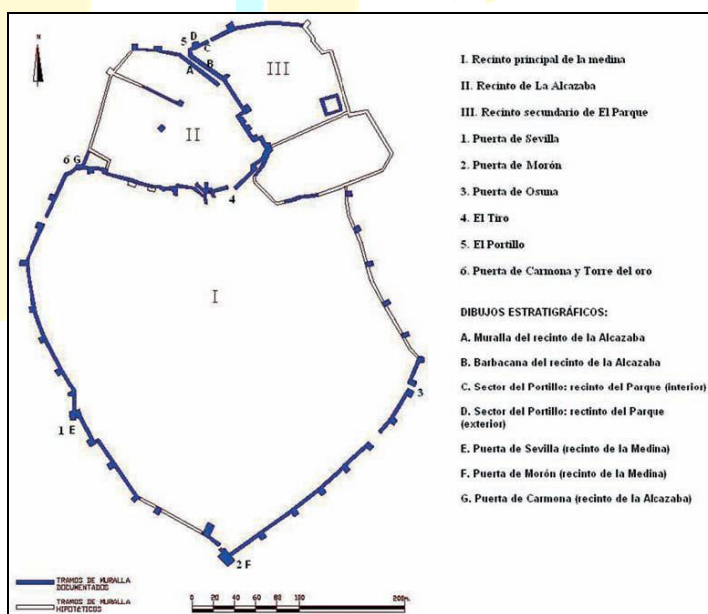 N
D
5
C
A
B
III
II
6 G
4
I
3
1 E
2 F
I. Recinto principal de la medina
II. Recinto de La Alcazaba
III. Recinto secundario de El Parque
1. Puerta de Sevilla
2. Puerta de Morón
3. Puerta de Osuna
4. El Tiro
5. El Portillo
6. Puerta de Carmona y Torre del oro
DIBUJOS ESTRATIGRÁFICOS:
A. Muralla del recinto de la Alcazaba
B. Barbacana del recinto de la Alcazaba
C. Sector del Portillo: recinto del Parque (interior)
D. Sector del Portillo: rectinto del Parque
(exterior)
E. Puerta de Sevilla (recinto de la Medina)
F. Puerta de Morón (recinto de la Medina)
G. Puerta de Carmona (recinto de la Alcazaba)
TRAMOS DE MURALLA
DOCUMENTADOS
TRAMOS DE MURALLA
HIPOTÉTICOS
0 20 40 60 80 100 200m.